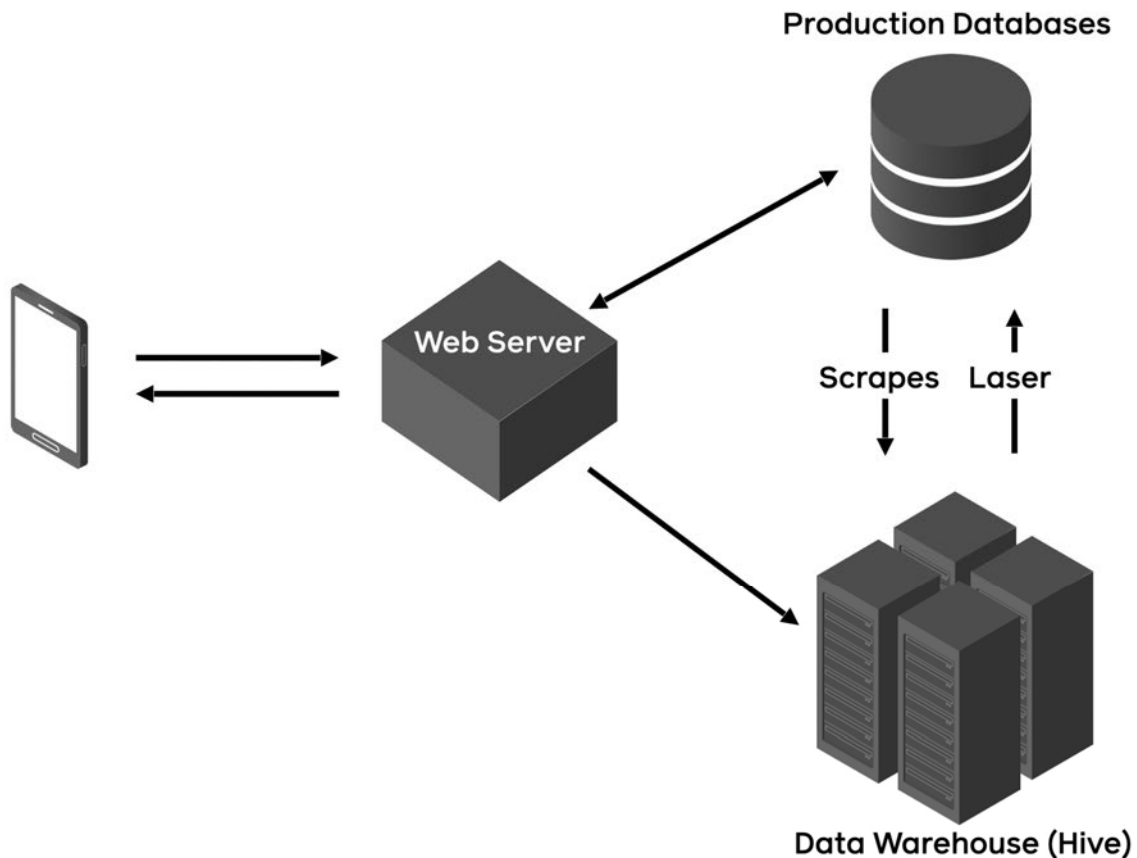 Production Databases
Web Server
Scrapes
Laser
Data Warehouse (Hive)